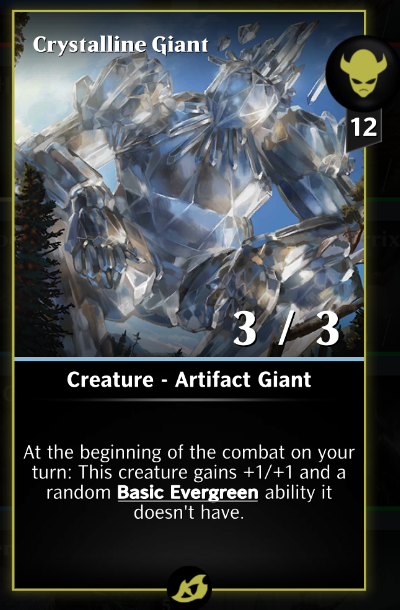 Crystalline Giant
12
3 / 3
Creature - Artifact Giant
At the beginning of the combat on your
turn: This creature gains +1/+1 and a
random Basic Evergreen ability it
doesn't have.